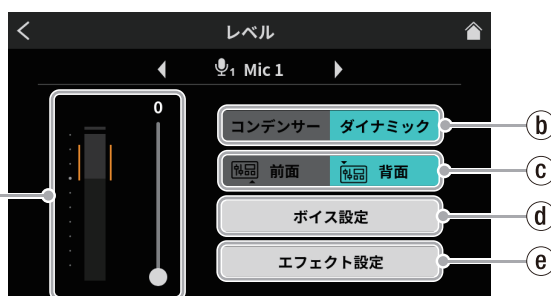 レベル
1 Mic 1
0
コンデンサー ダイナミック b
前面 背面 c
ボイス設定 d
エフェクト設定 e